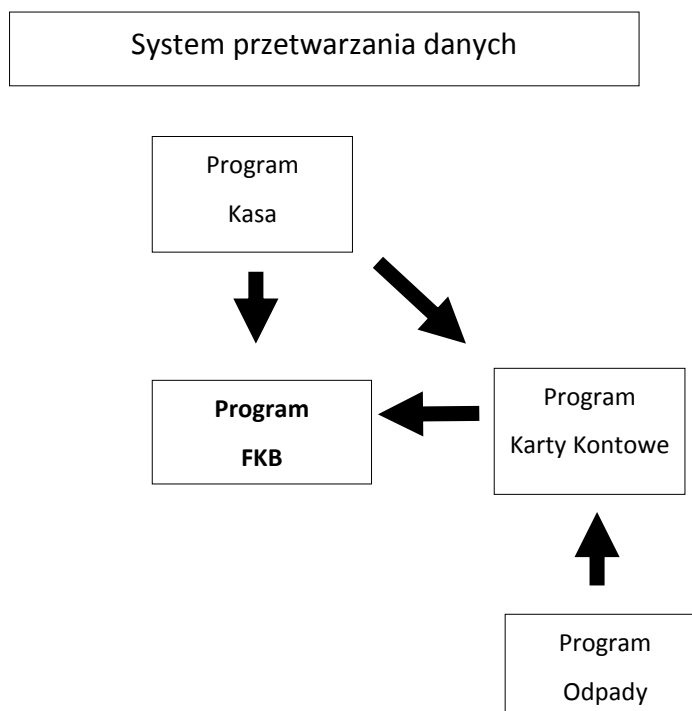 System przetwarzania danych
Program
Kasa
Program
FKB
Program
Karty Kontowe
Program
Odpady